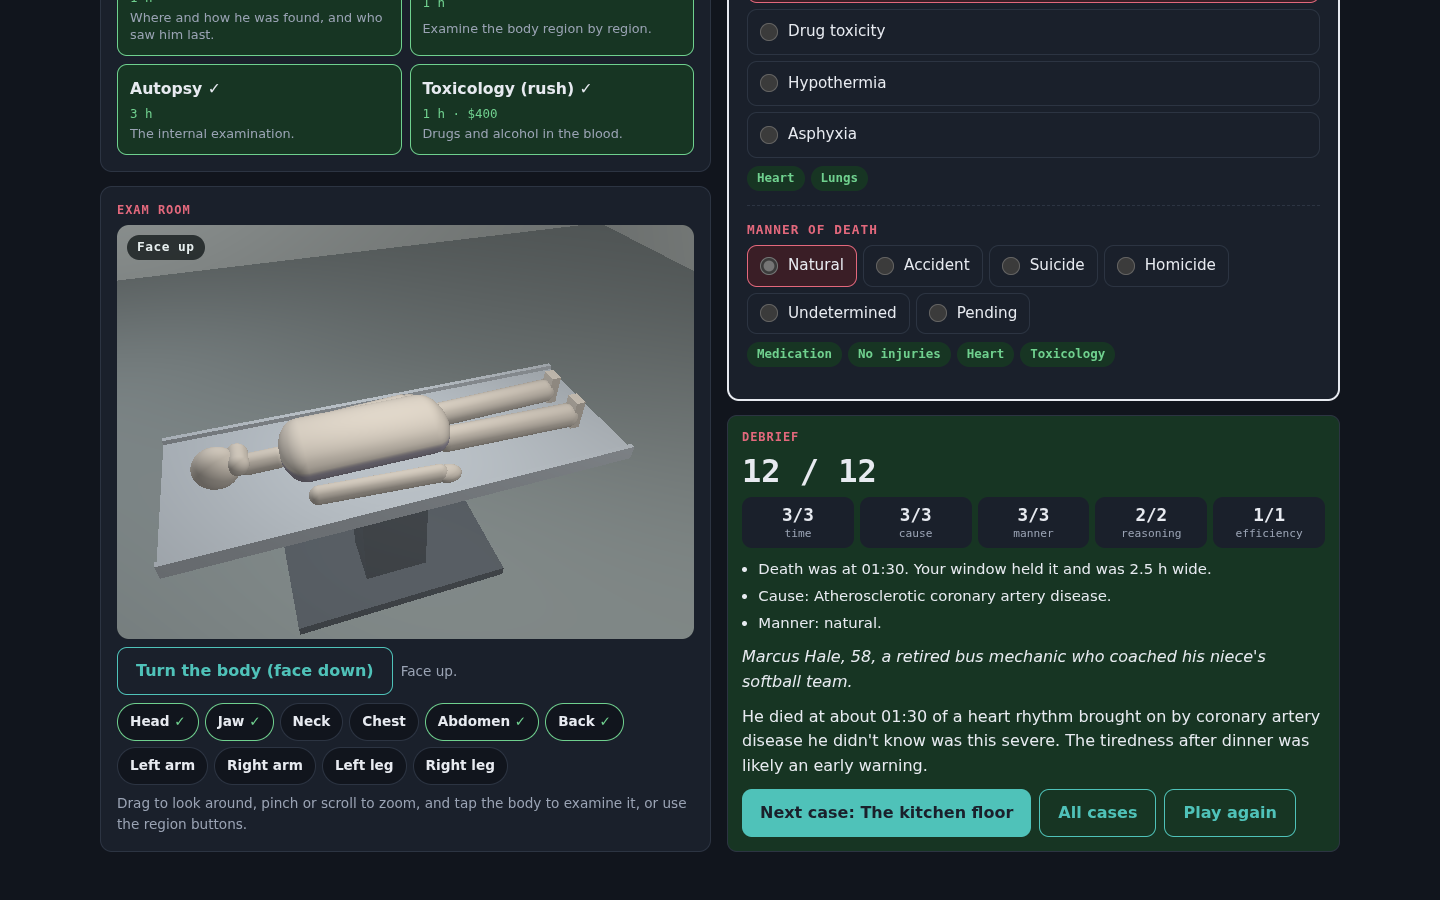 1 h
Where and how he was found, and who
saw him last.
1 h
Examine the body region by region.
Autopsy ✓
3 h
The internal examination.
Toxicology (rush) ✓
1 h · $400
Drugs and alcohol in the blood.
EXAM ROOM
Face up
Turn the body (face down)
Face up.
Head ✓
Jaw ✓
Neck
Chest
Abdomen ✓
Back ✓
Left arm
Right arm
Left leg
Right leg
Drag to look around, pinch or scroll to zoom, and tap the body to examine it, or use
the region buttons.
Drug toxicity
Hypothermia
Asphyxia
Heart
Lungs
MANNER OF DEATH
Natural
Accident
Suicide
Homicide
Undetermined
Pending
Medication
No injuries
Heart
Toxicology
DEBRIEF
12 / 12
3/3
time
3/3
cause
3/3
manner
2/2
reasoning
1/1
efficiency
• Death was at 01:30. Your window held it and was 2.5 h wide.
• Cause: Atherosclerotic coronary artery disease.
• Manner: natural.
Marcus Hale, 58, a retired bus mechanic who coached his niece's
softball team.
He died at about 01:30 of a heart rhythm brought on by coronary artery
disease he didn't know was this severe. The tiredness after dinner was
likely an early warning.
Next case: The kitchen floor
All cases
Play again